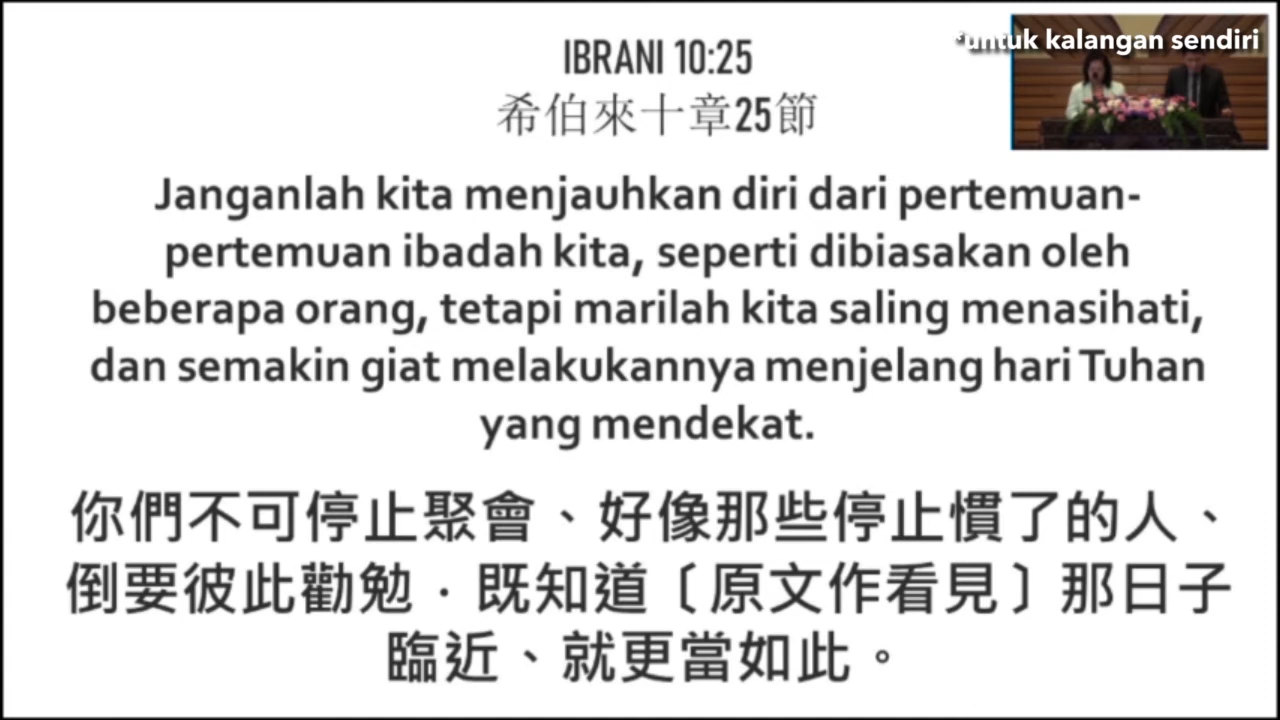 *untuk kalangan sendiri
IBRANI 10:25
希伯來十章25節
Janganlah kita menjauhkan diri dari pertemuan-
pertemuan ibadah kita, seperti dibiasakan oleh
beberapa orang, tetapi marilah kita saling menasihati,
dan semakin giat melakukannya menjelang hari Tuhan
yang mendekat.
你們不可停止聚會、好像那些停止慣了的人、
倒要彼此勸勉．既知道〔原文作看見〕那日子
臨近、就更當如此。